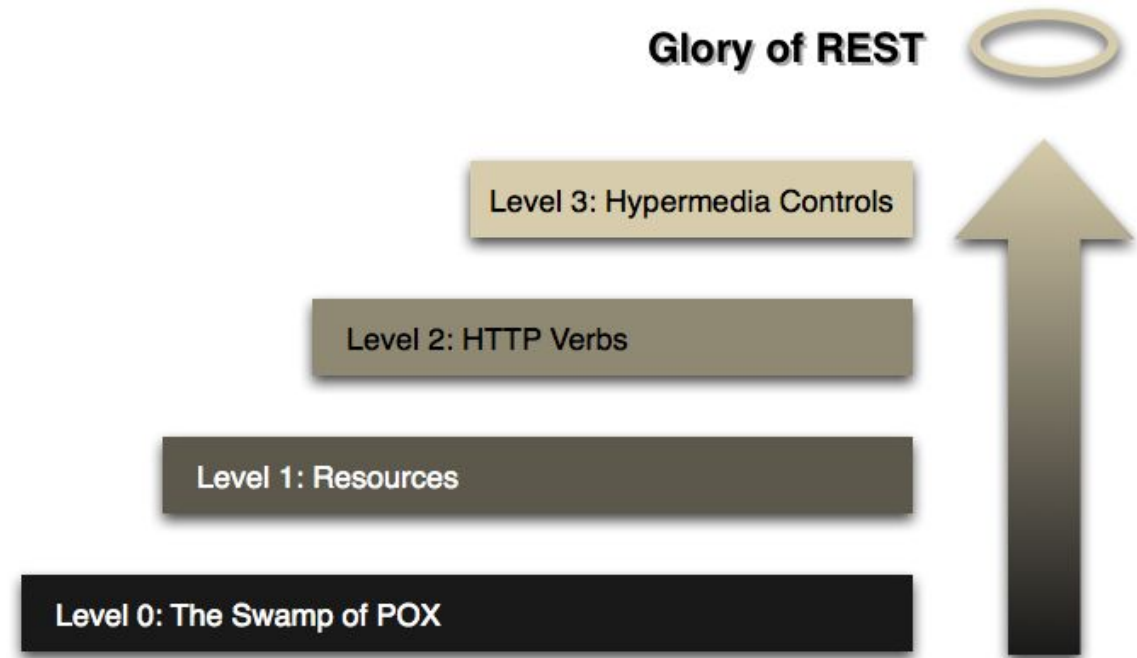 Glory of REST
Level 3: Hypermedia Controls
Level 2: HTTP Verbs
Level 1: Resources
Level 0: The Swamp of POX